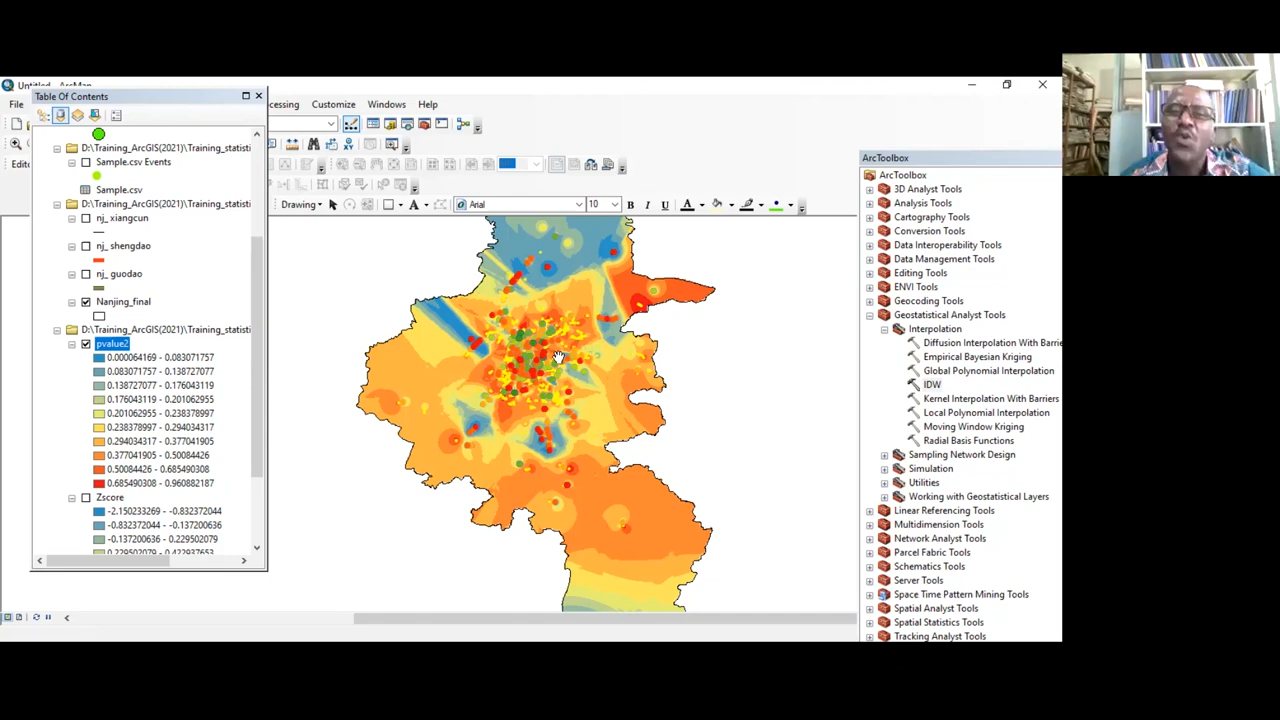 Untitled - ArcMap
Table Of Contents
File
Customize
Windows
Help
Drawing
Arial
10
B I U A
Sample.csv Events
Sample.csv
D:\Training_ArcGIS(2021)\Training_statisti
D:\Training_ArcGIS(2021)\Training_statisti
nj_xiangcun
nj_ shengdao
nj_ guodao
Nanjing_final
D:\Training_ArcGIS(2021)\Training_statisti
pvalue2
0.000064169 - 0.083071757
0.083071757 - 0.138727077
0.138727077 - 0.176043119
0.176043119 - 0.201062955
0.201062955 - 0.238378997
0.238378997 - 0.294034317
0.294034317 - 0.377041905
0.377041905 - 0.50084426
0.50084426 - 0.685490308
0.685490308 - 0.960882187
Zscore
-2.150233269 - -0.832372044
-0.832372044 - -0.137200636
-0.137200636 - 0.229502079
0.229502079 - 0.422937653
ArcToolbox
ArcToolbox
3D Analyst Tools
Analysis Tools
Cartography Tools
Conversion Tools
Data Interoperability Tools
Data Management Tools
Editing Tools
ENVI Tools
Geocoding Tools
Geostatistical Analyst Tools
Interpolation
Diffusion Interpolation With Barrie
Empirical Bayesian Kriging
Global Polynomial Interpolation
IDW
Kernel Interpolation With Barriers
Local Polynomial Interpolation
Moving Window Kriging
Radial Basis Functions
Sampling Network Design
Simulation
Utilities
Working with Geostatistical Layers
Linear Referencing Tools
Multidimension Tools
Network Analyst Tools
Parcel Fabric Tools
Schematics Tools
Server Tools
Space Time Pattern Mining Tools
Spatial Analyst Tools
Spatial Statistics Tools
Tracking Analyst Tools